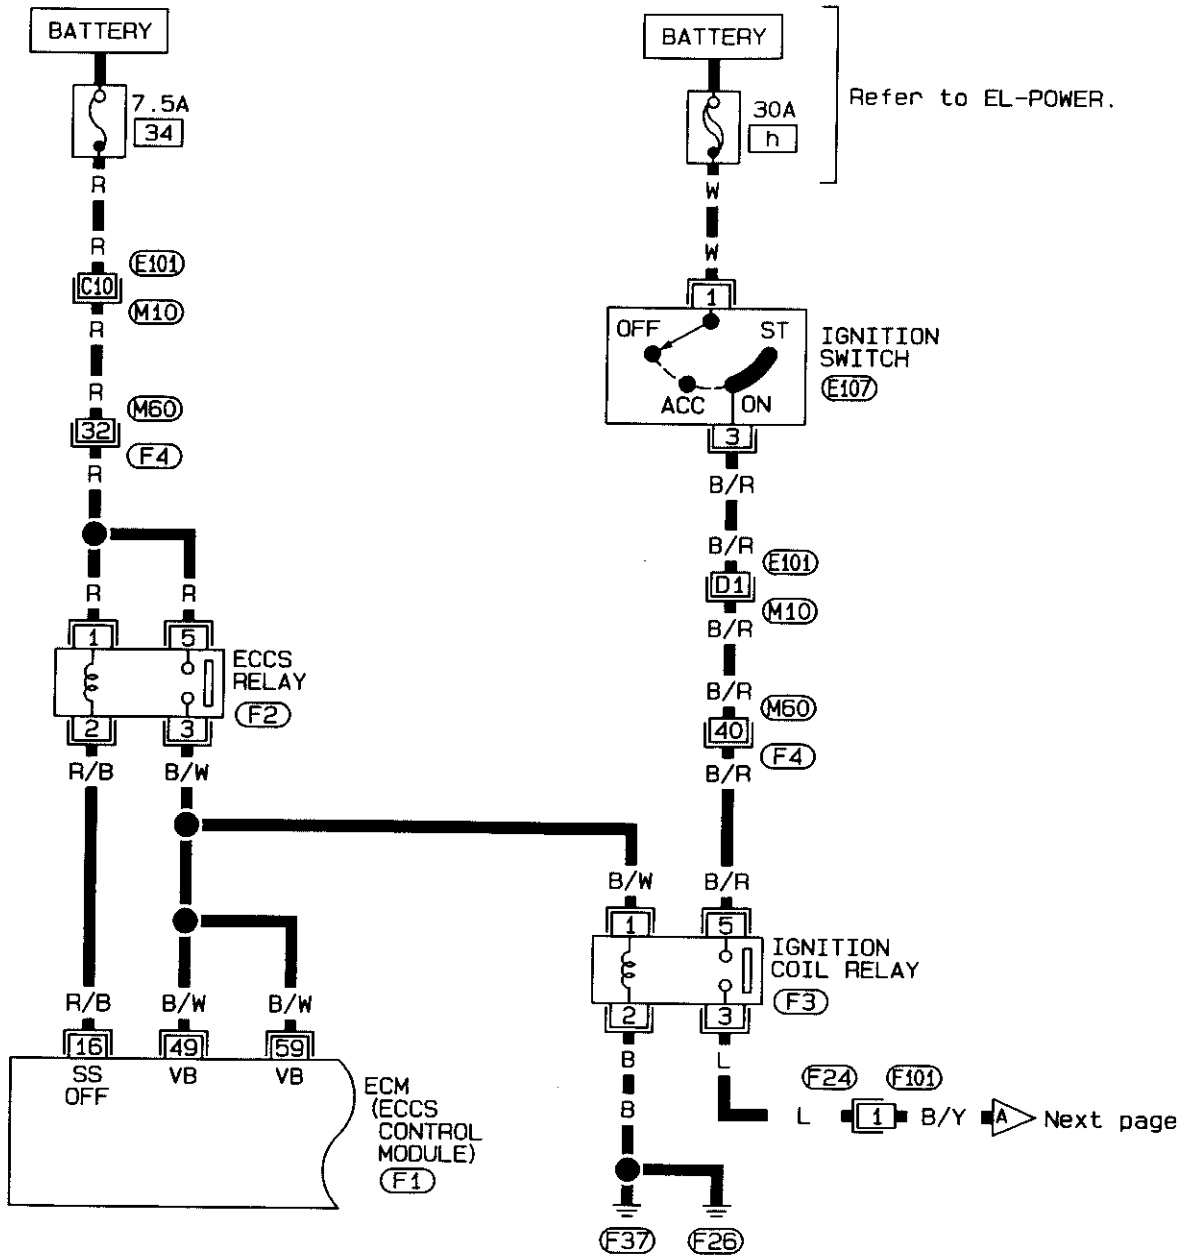 BATTERY
7.5A
34
R
R
E101
C10
M10
R
R
M60
32
F4
R
R
R
1
5
ECCS
RELAY
F2
2
3
R/B
B/W
R/B
B/W
B/W
16
49
59
SS
OFF
VB
VB
ECM
(ECCS
CONTROL
MODULE)
F1
BATTERY
30A
h
Refer to EL-POWER.
W
W
1
OFF
ST
ACC
ON
IGNITION
SWITCH
E107
3
B/R
B/R
E101
D1
M10
B/R
B/R
M60
40
F4
B/R
B/W
B/R
1
5
IGNITION
COIL RELAY
F3
2
3
B
L
B
F24
F101
L
1
B/Y
A
Next page
F37
F26